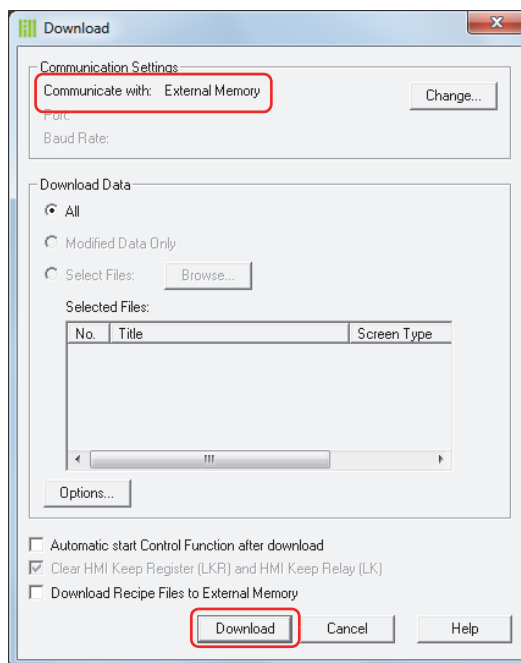 Download
Communication Settings
Communicate with: External Memory
Change...
Port:
Baud Rate:
Download Data
All
Modified Data Only
Select Files: Browse...
Selected Files:
No. Title Screen Type
Options...
Automatic start Control Function after download
Clear HMI Keep Register (LKR) and HMI Keep Relay (LK)
Download Recipe Files to External Memory
Download Cancel Help